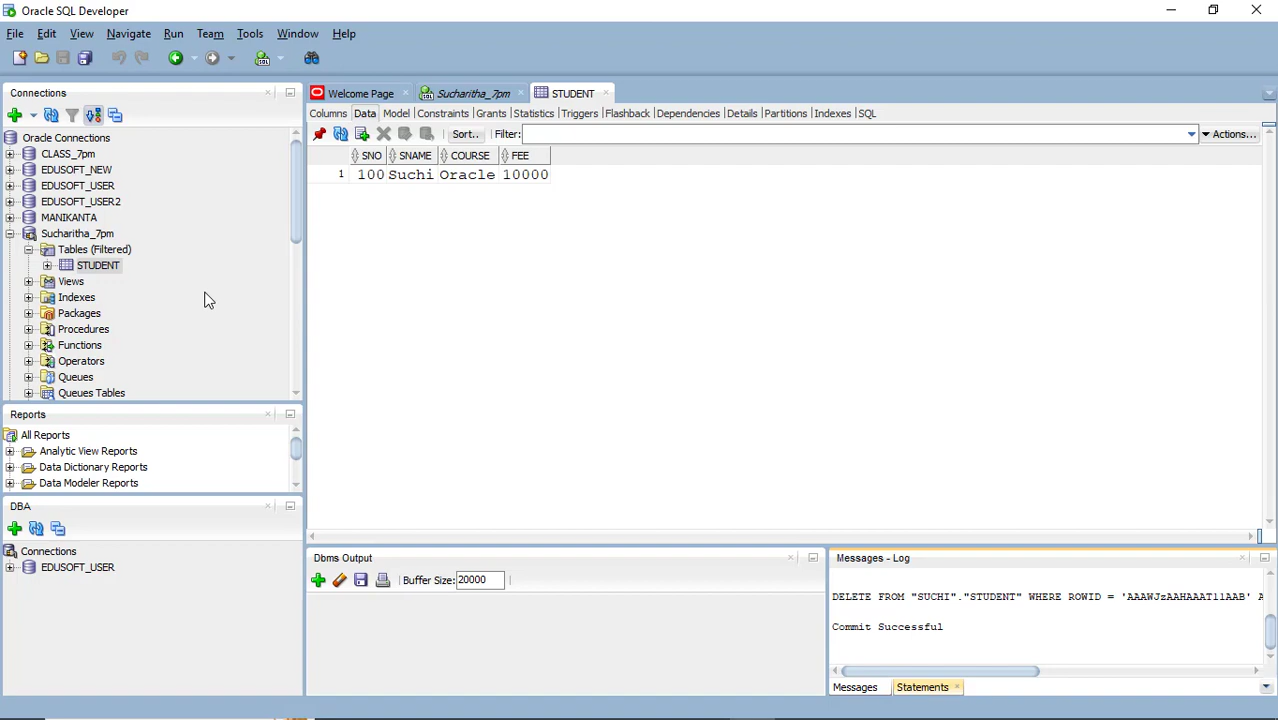 Oracle SQL Developer
File Edit View Navigate Run Team Tools Window Help
Connections
Oracle Connections
CLASS_7pm
EDUSOFT_NEW
EDUSOFT_USER
EDUSOFT_USER2
MANIKANTA
Sucharitha_7pm
Tables (Filtered)
STUDENT
Views
Indexes
Packages
Procedures
Functions
Operators
Queues
Queues Tables
Reports
All Reports
Analytic View Reports
Data Dictionary Reports
Data Modeler Reports
DBA
Connections
EDUSOFT_USER
Welcome Page Sucharitha_7pm STUDENT
Columns Data Model Constraints Grants Statistics Triggers Flashback Dependencies Details Partitions Indexes SQL
Sort.. Filter: Actions...
SNO SNAME COURSE FEE
1 100 Suchi Oracle 10000
Dbms Output
Buffer Size: 20000
Messages - Log
DELETE FROM "SUCHI"."STUDENT" WHERE ROWID = 'AAAWJzAAHAAAT11AAB' A
Commit Successful
Messages Statements